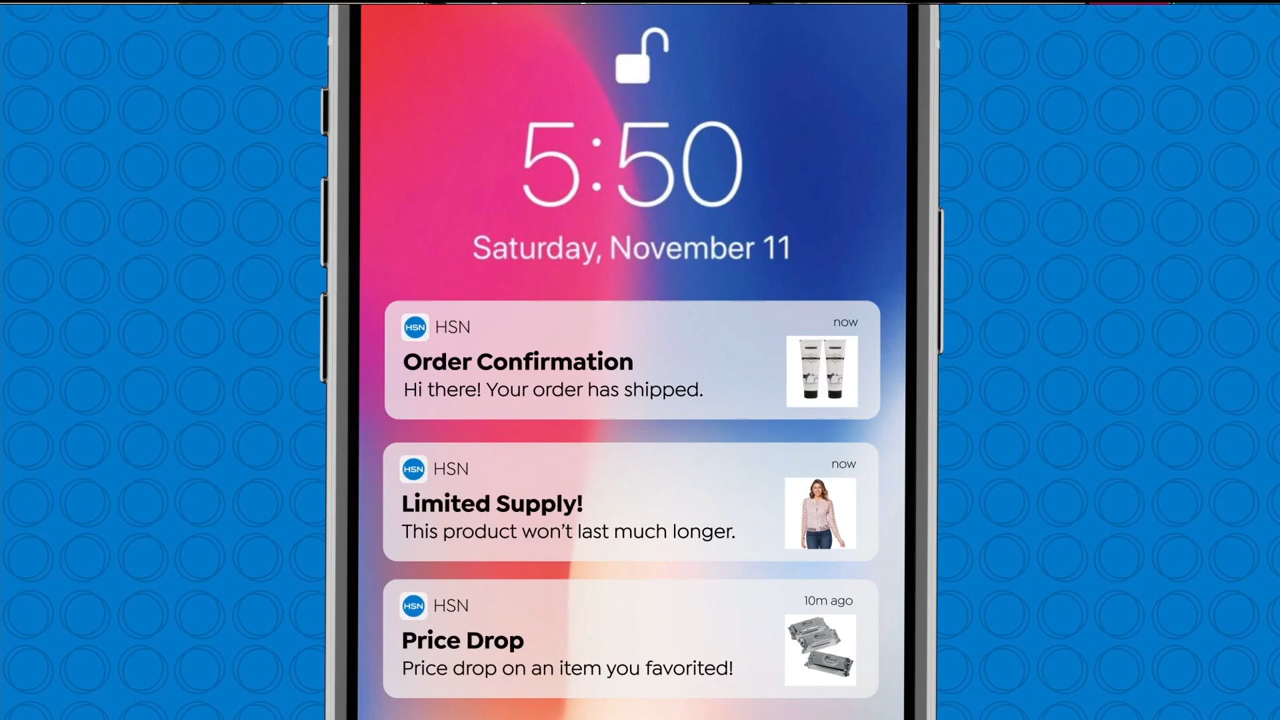 5:50
Saturday, November 11
HSN HSN now
Order Confirmation
Hi there! Your order has shipped.
HSN HSN now
Limited Supply!
This product won't last much longer.
HSN HSN 10m ago
Price Drop
Price drop on an item you favorited!